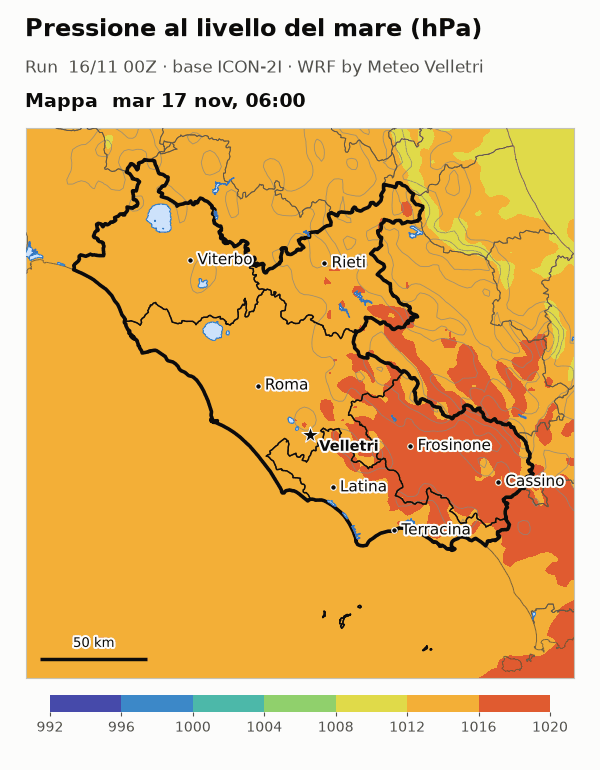 Pressione al livello del mare (hPa)
Run  16/11 00Z · base ICON-2I · WRF by Meteo Velletri
Mappa  mar 17 nov, 06:00
Viterbo
Rieti
Roma
Velletri
Frosinone
Cassino
Latina
Terracina
50 km
992 996 1000 1004 1008 1012 1016 1020